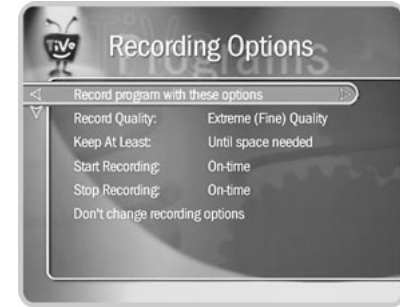 TiVo
Recording Options
Programs
Record program with these options
Record Quality: Extreme (Fine) Quality
Keep At Least: Until space needed
Start Recording: On-time
Stop Recording: On-time
Don't change recording options